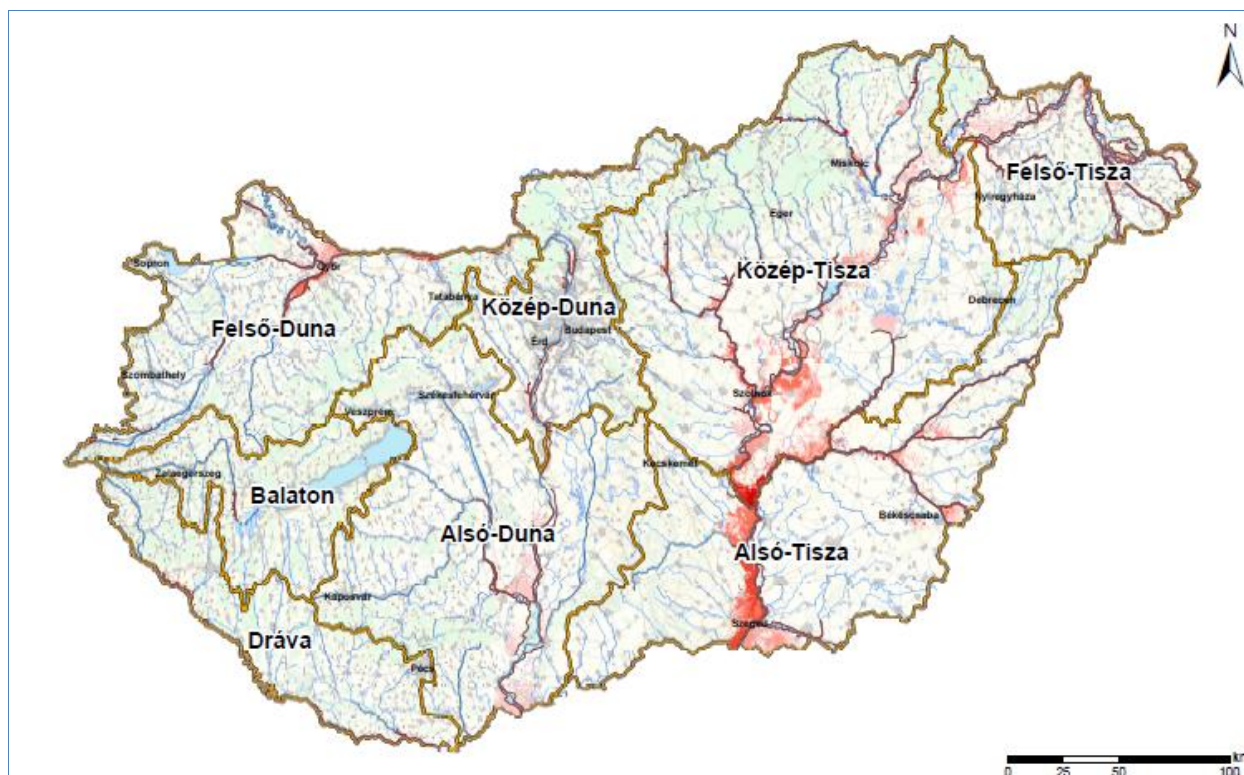 N
Miskolc
Felső-Tisza
Nyíregyháza
Eger
Sopron
Győr
Közép-Tisza
Tatabánya
Közép-Duna
Debrecen
Felső-Duna
Budapest
Érd
Szombathely
Székesfehérvár
Szolnok
Veszprém
Kecskemét
Zalaegerszeg
Balaton
Békéscsaba
Alsó-Duna
Alsó-Tisza
Kaposvár
Szeged
Dráva
Pécs
km
0 25 50 100